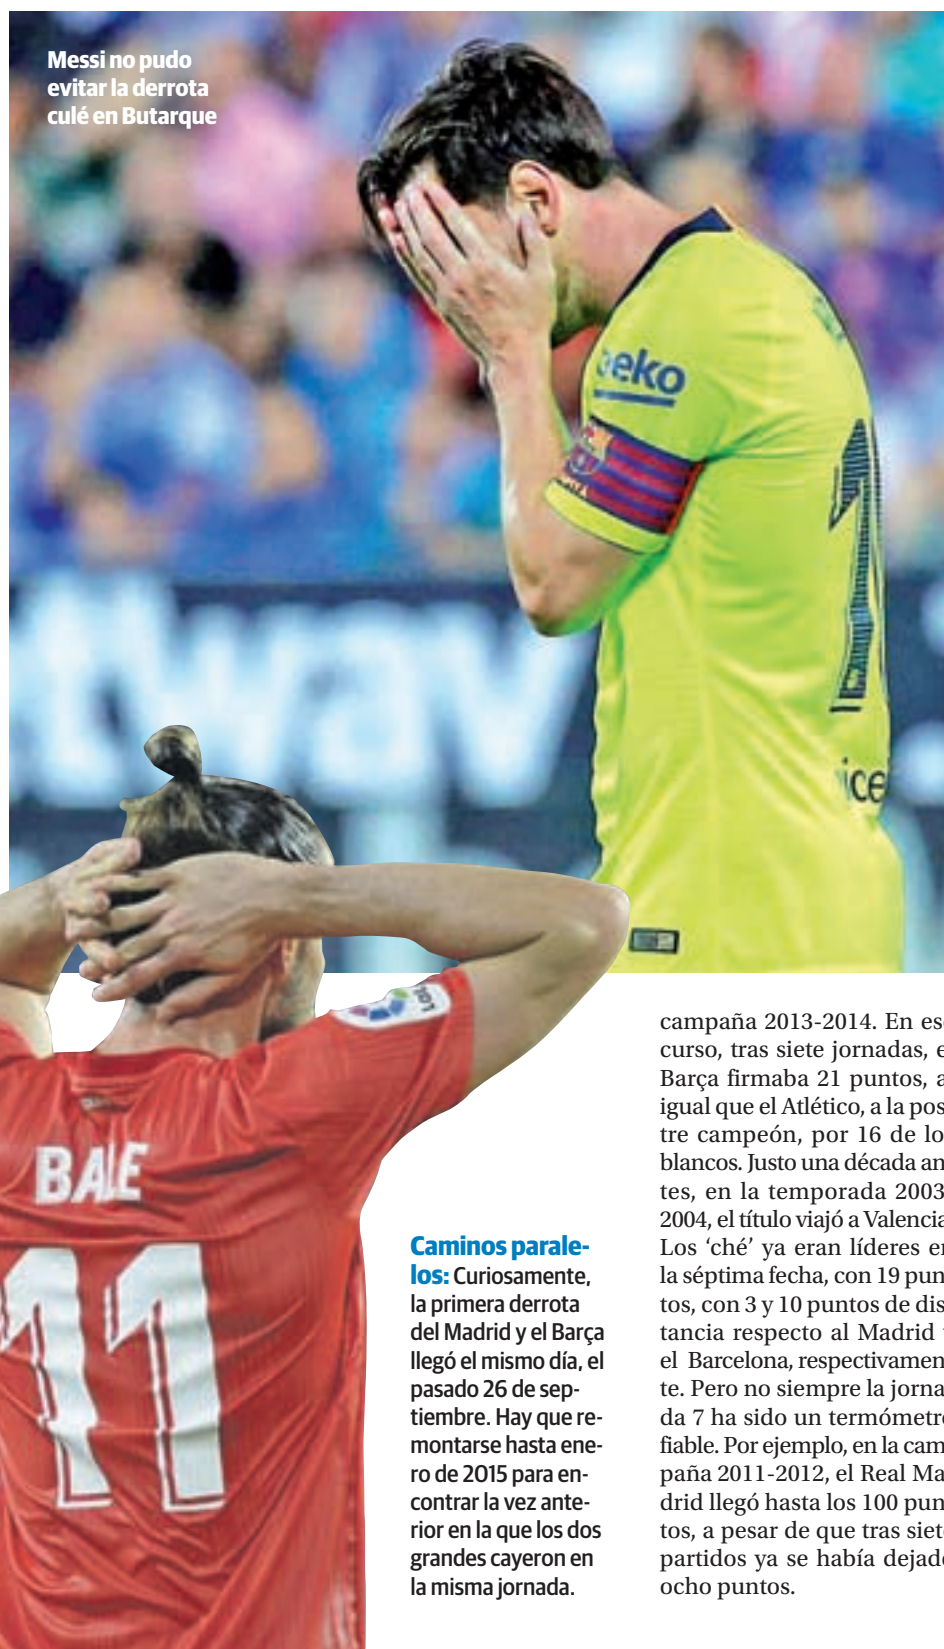 Messi no pudo
evitar la derrota
culé en Butarque
beko
BALE
11
Caminos parale-
los: Curiosamente,
la primera derrota
del Madrid y el Barça
llegó el mismo día, el
pasado 26 de sep-
tiembre. Hay que re-
montarse hasta ene-
ro de 2015 para en-
contrar la vez ante-
rior en la que los dos
grandes cayeron en
la misma jornada.
campaña 2013-2014. En ese
curso, tras siete jornadas, e
Barça firmaba 21 puntos, a
igual que el Atlético, a la pos
tre campeón, por 16 de lo
blancos. Justo una década an
tes, en la temporada 2003
2004, el título viajó a Valencia
Los ‘ché’ ya eran líderes en
la séptima fecha, con 19 pun
tos, con 3 y 10 puntos de dis
tancia respecto al Madrid
el Barcelona, respectivamen
te. Pero no siempre la jorna
da 7 ha sido un termómetro
fiable. Por ejemplo, en la cam
paña 2011-2012, el Real Ma
drid llegó hasta los 100 pun
tos, a pesar de que tras siete
partidos ya se había dejado
ocho puntos.